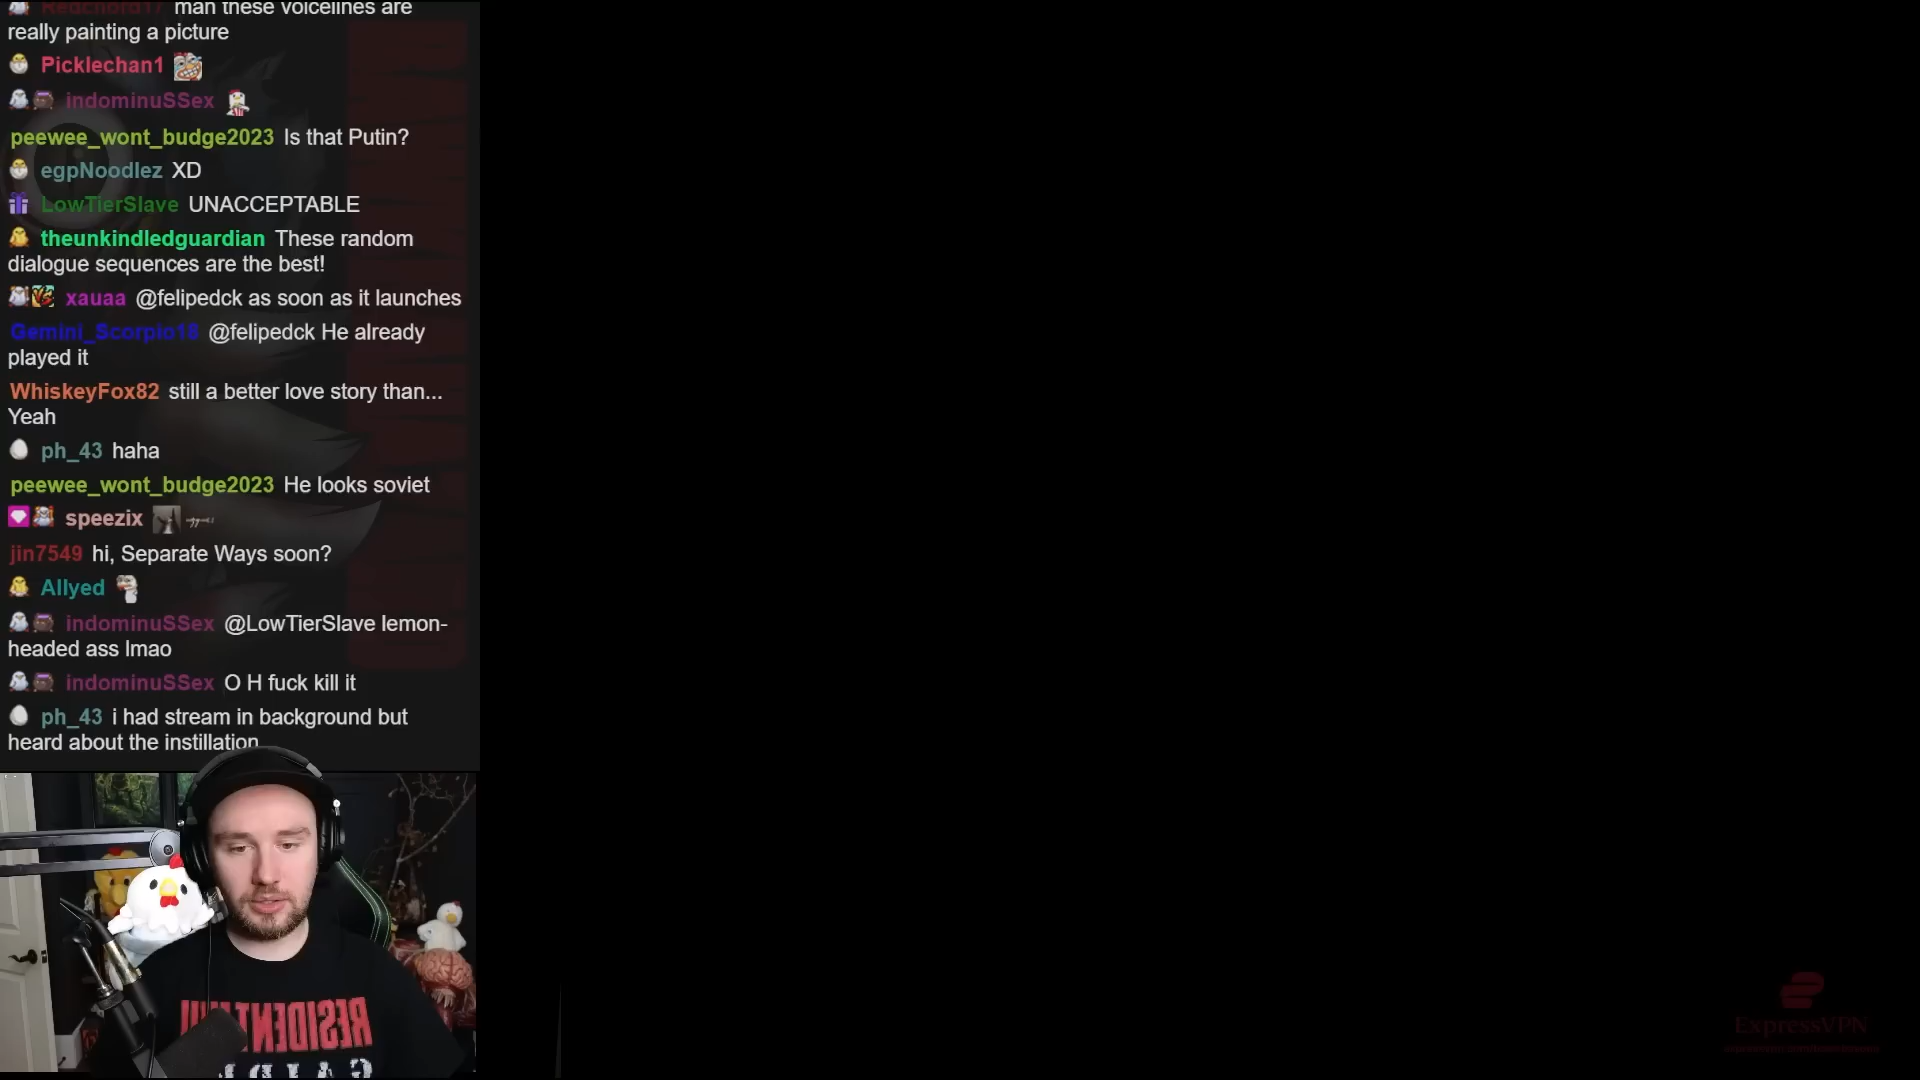 Redchord17 man these voicelines are
really painting a picture
Picklechan1
indominuSSex
peewee_wont_budge2023 Is that Putin?
egpNoodlez XD
LowTierSlave UNACCEPTABLE
theunkindledguardian These random
dialogue sequences are the best!
xauaa @felipedck as soon as it launches
Gemini_Scorpio18 @felipedck He already
played it
WhiskeyFox82 still a better love story than...
Yeah
ph_43 haha
peewee_wont_budge2023 He looks soviet
speezix
jin7549 hi, Separate Ways soon?
Allyed
indominuSSex @LowTierSlave lemon-
headed ass lmao
indominuSSex O H fuck kill it
ph_43 i had stream in background but
heard about the instillation
RESIDENT
ExpressVPN